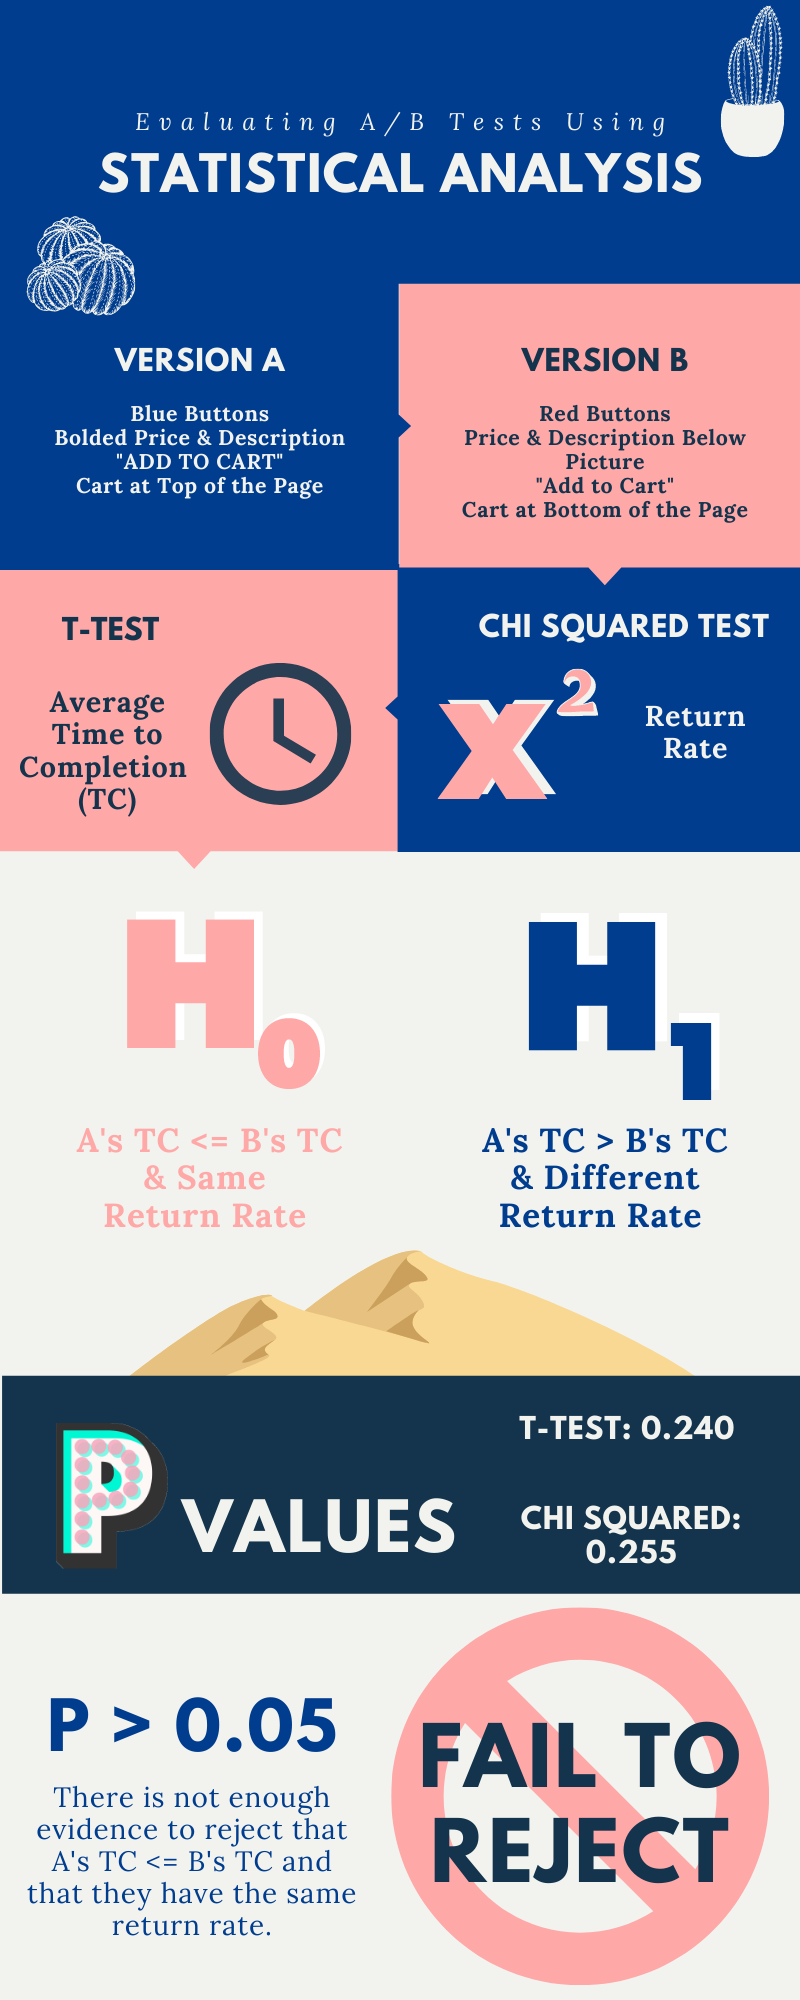 Evaluating A/B Tests Using
STATISTICAL ANALYSIS
VERSION A
Blue Buttons
Bolded Price & Description
"ADD TO CART"
Cart at Top of the Page
VERSION B
Red Buttons
Price & Description Below
Picture
"Add to Cart"
Cart at Bottom of the Page
T-TEST
Average
Time to
Completion
(TC)
CHI SQUARED TEST
X2
Return
Rate
H0
A's TC <= B's TC
& Same
Return Rate
H1
A's TC > B's TC
& Different
Return Rate
P VALUES
T-TEST: 0.240
CHI SQUARED:
0.255
P > 0.05
There is not enough
evidence to reject that
A's TC <= B's TC and
that they have the same
return rate.
FAIL TO
REJECT